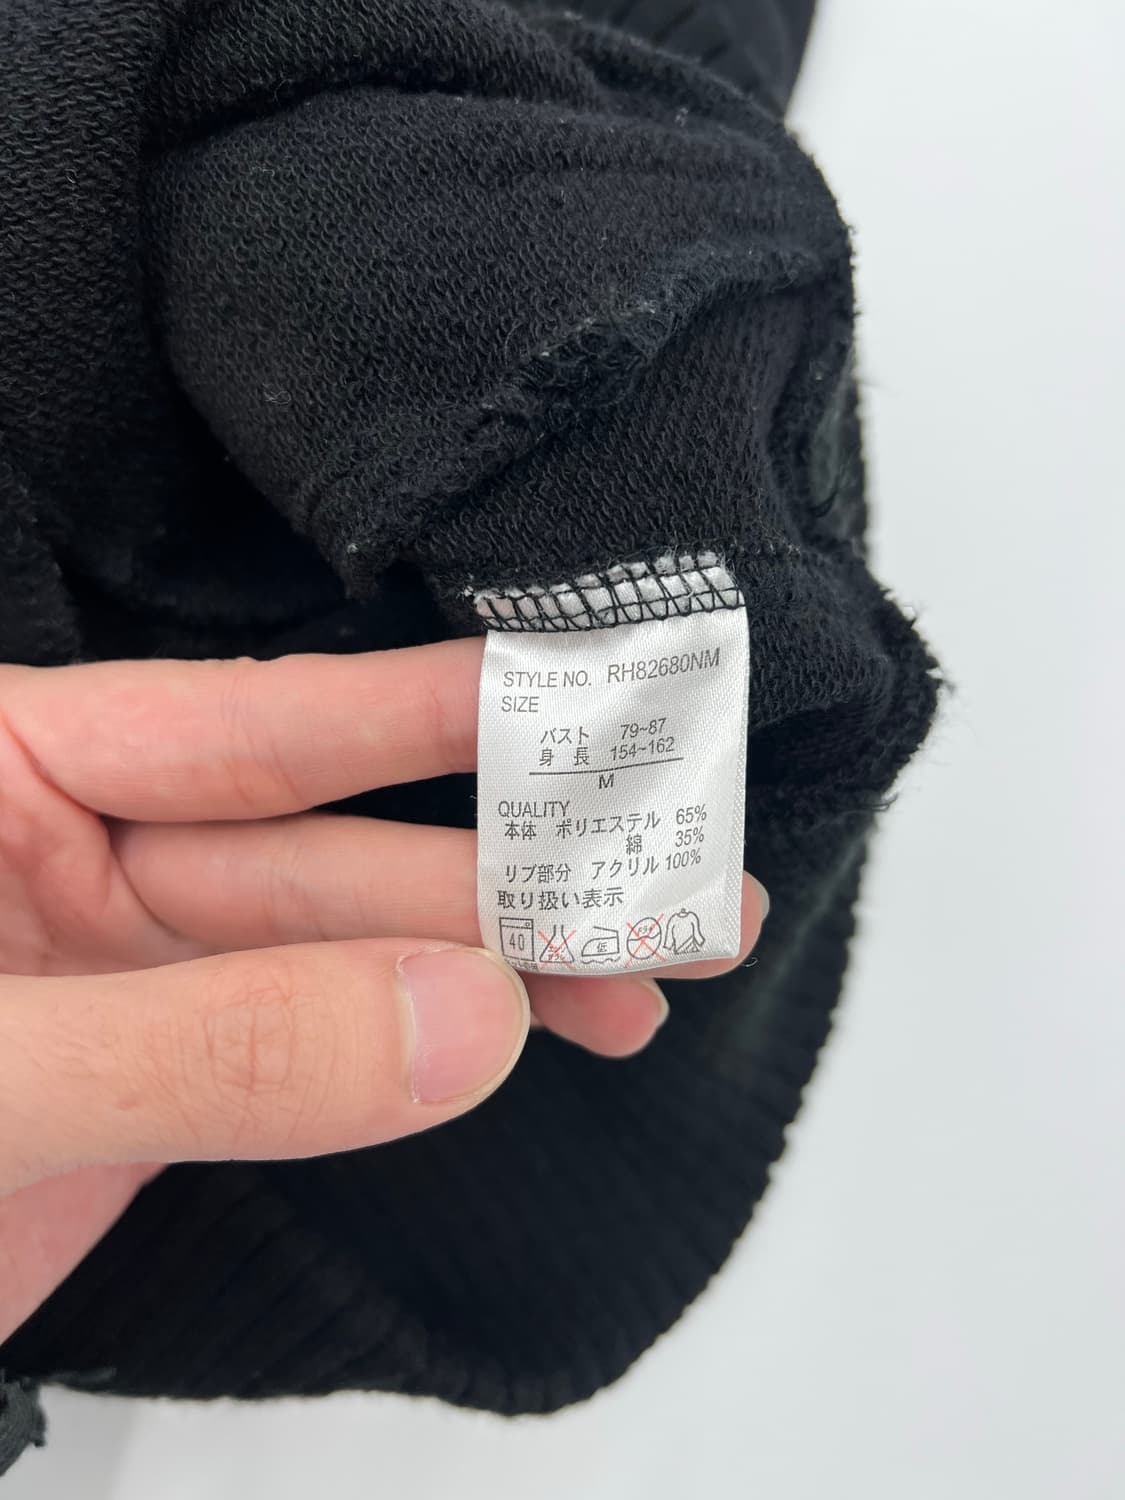 STYLE NO. RH82680NM
SIZE
バスト 79~87
身 長 154~162
M
QUALITY
本体 ポリエステル 65%
綿 35%
リブ部分 アクリル 100%
取り扱い表示
40 低